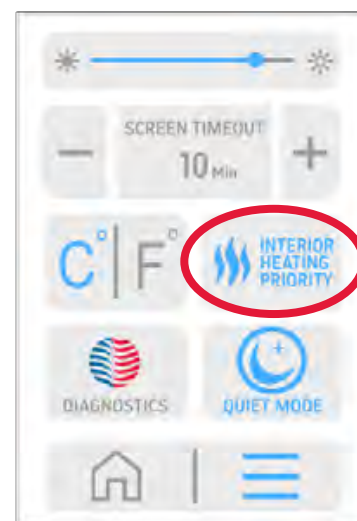 SCREEN TIMEOUT
10 Min
C° | F°
INTERIOR
HEATING
PRIORITY
DIAGNOSTICS
QUIET MODE